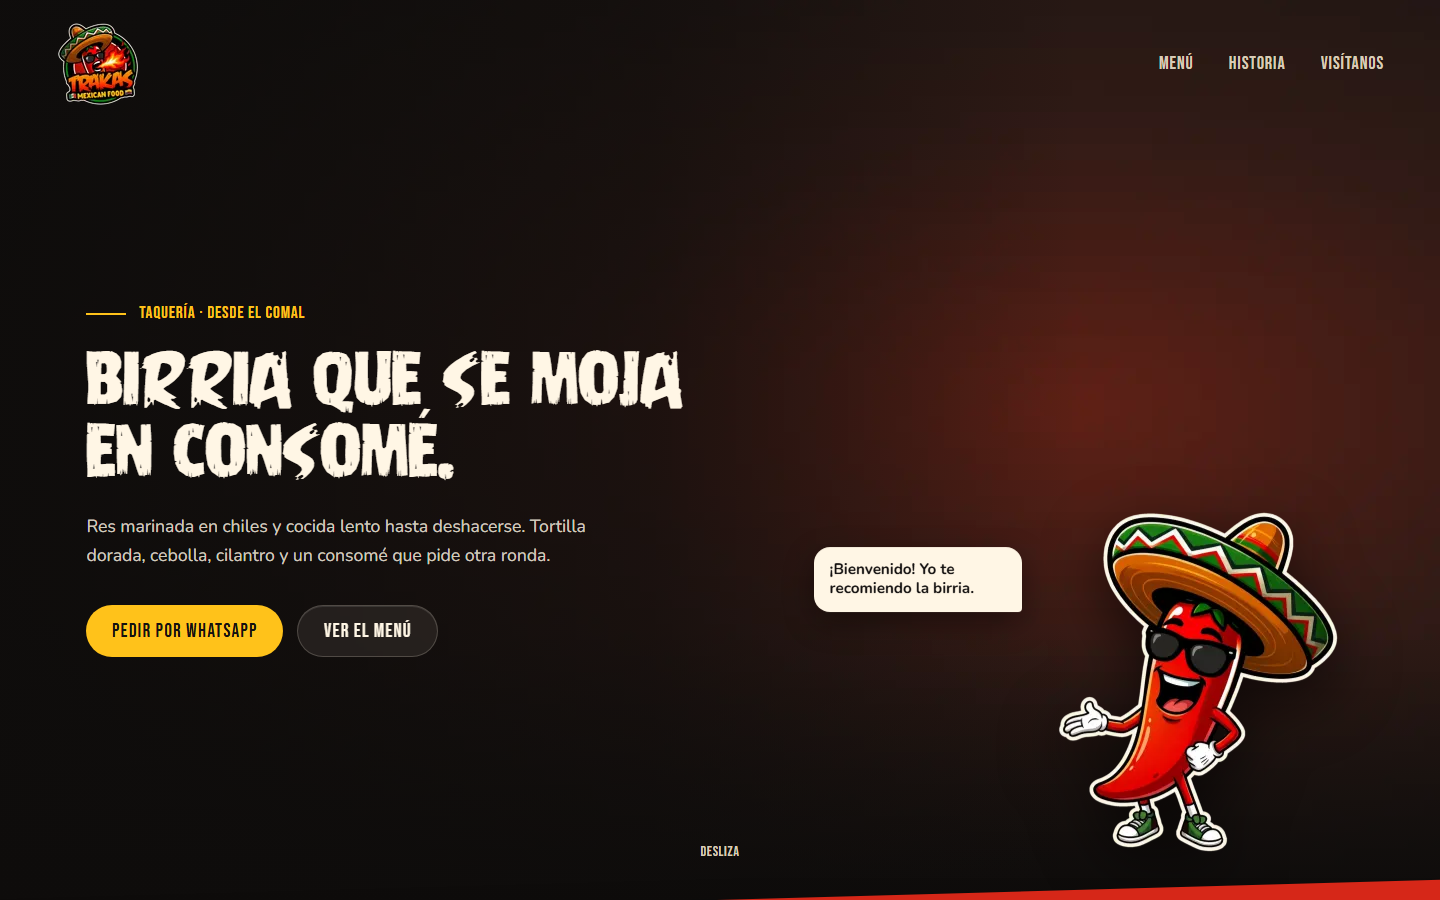 TRAKAS
MEXICAN FOOD
MENÚ
HISTORIA
VISÍTANOS
TAQUERÍA · DESDE EL COMAL
BIRRIA QUE SE MOJA
EN CONSOMÉ.
Res marinada en chiles y cocida lento hasta deshacerse. Tortilla
dorada, cebolla, cilantro y un consomé que pide otra ronda.
PEDIR POR WHATSAPP
VER EL MENÚ
¡Bienvenido! Yo te
recomiendo la birria.
DESLIZA